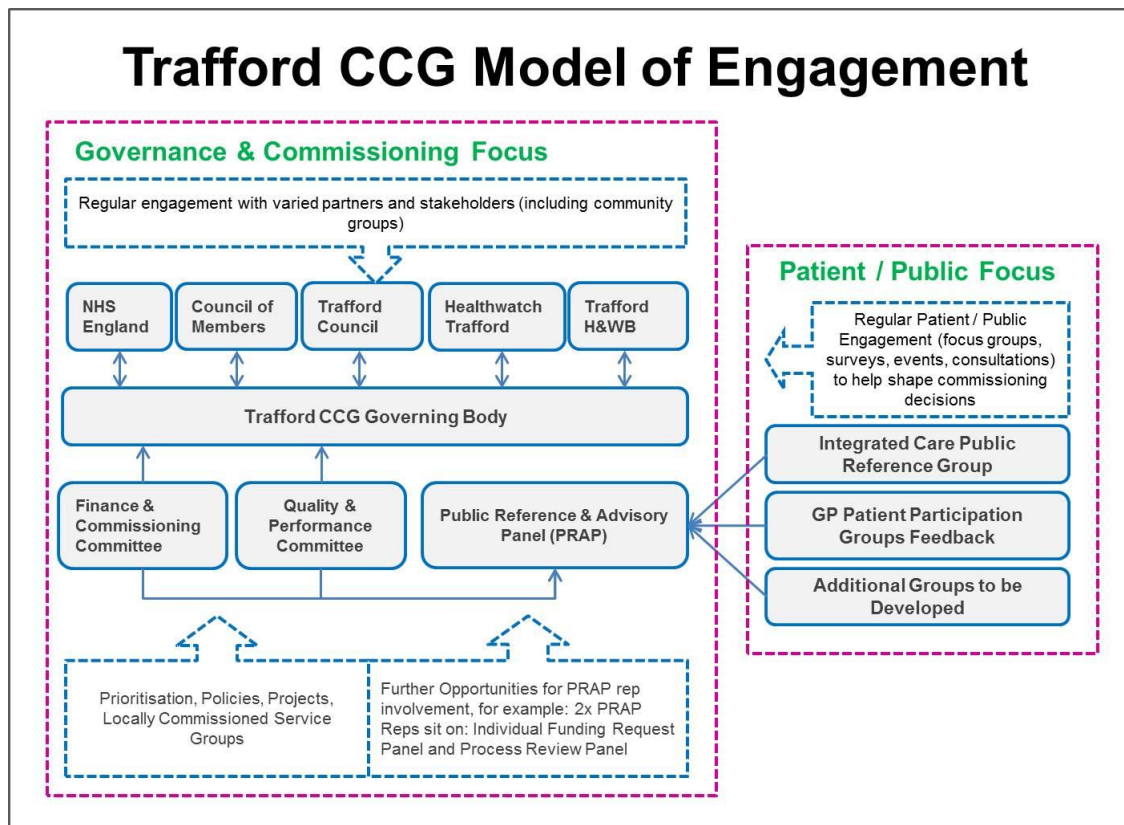 Trafford CCG Model of Engagement
Governance & Commissioning Focus
Regular engagement with varied partners and stakeholders (including community
groups)
NHS
England
Council of
Members
Trafford
Council
Healthwatch
Trafford
Trafford
H&WB
Trafford CCG Governing Body
Finance &
Commissioning
Committee
Quality &
Performance
Committee
Public Reference & Advisory
Panel (PRAP)
Prioritisation, Policies, Projects,
Locally Commissioned Service
Groups
Further Opportunities for PRAP rep
involvement, for example: 2x PRAP
Reps sit on: Individual Funding Request
Panel and Process Review Panel
Patient / Public Focus
Regular Patient / Public
Engagement (focus groups,
surveys, events, consultations)
to help shape commissioning
decisions
Integrated Care Public
Reference Group
GP Patient Participation
Groups Feedback
Additional Groups to be
Developed